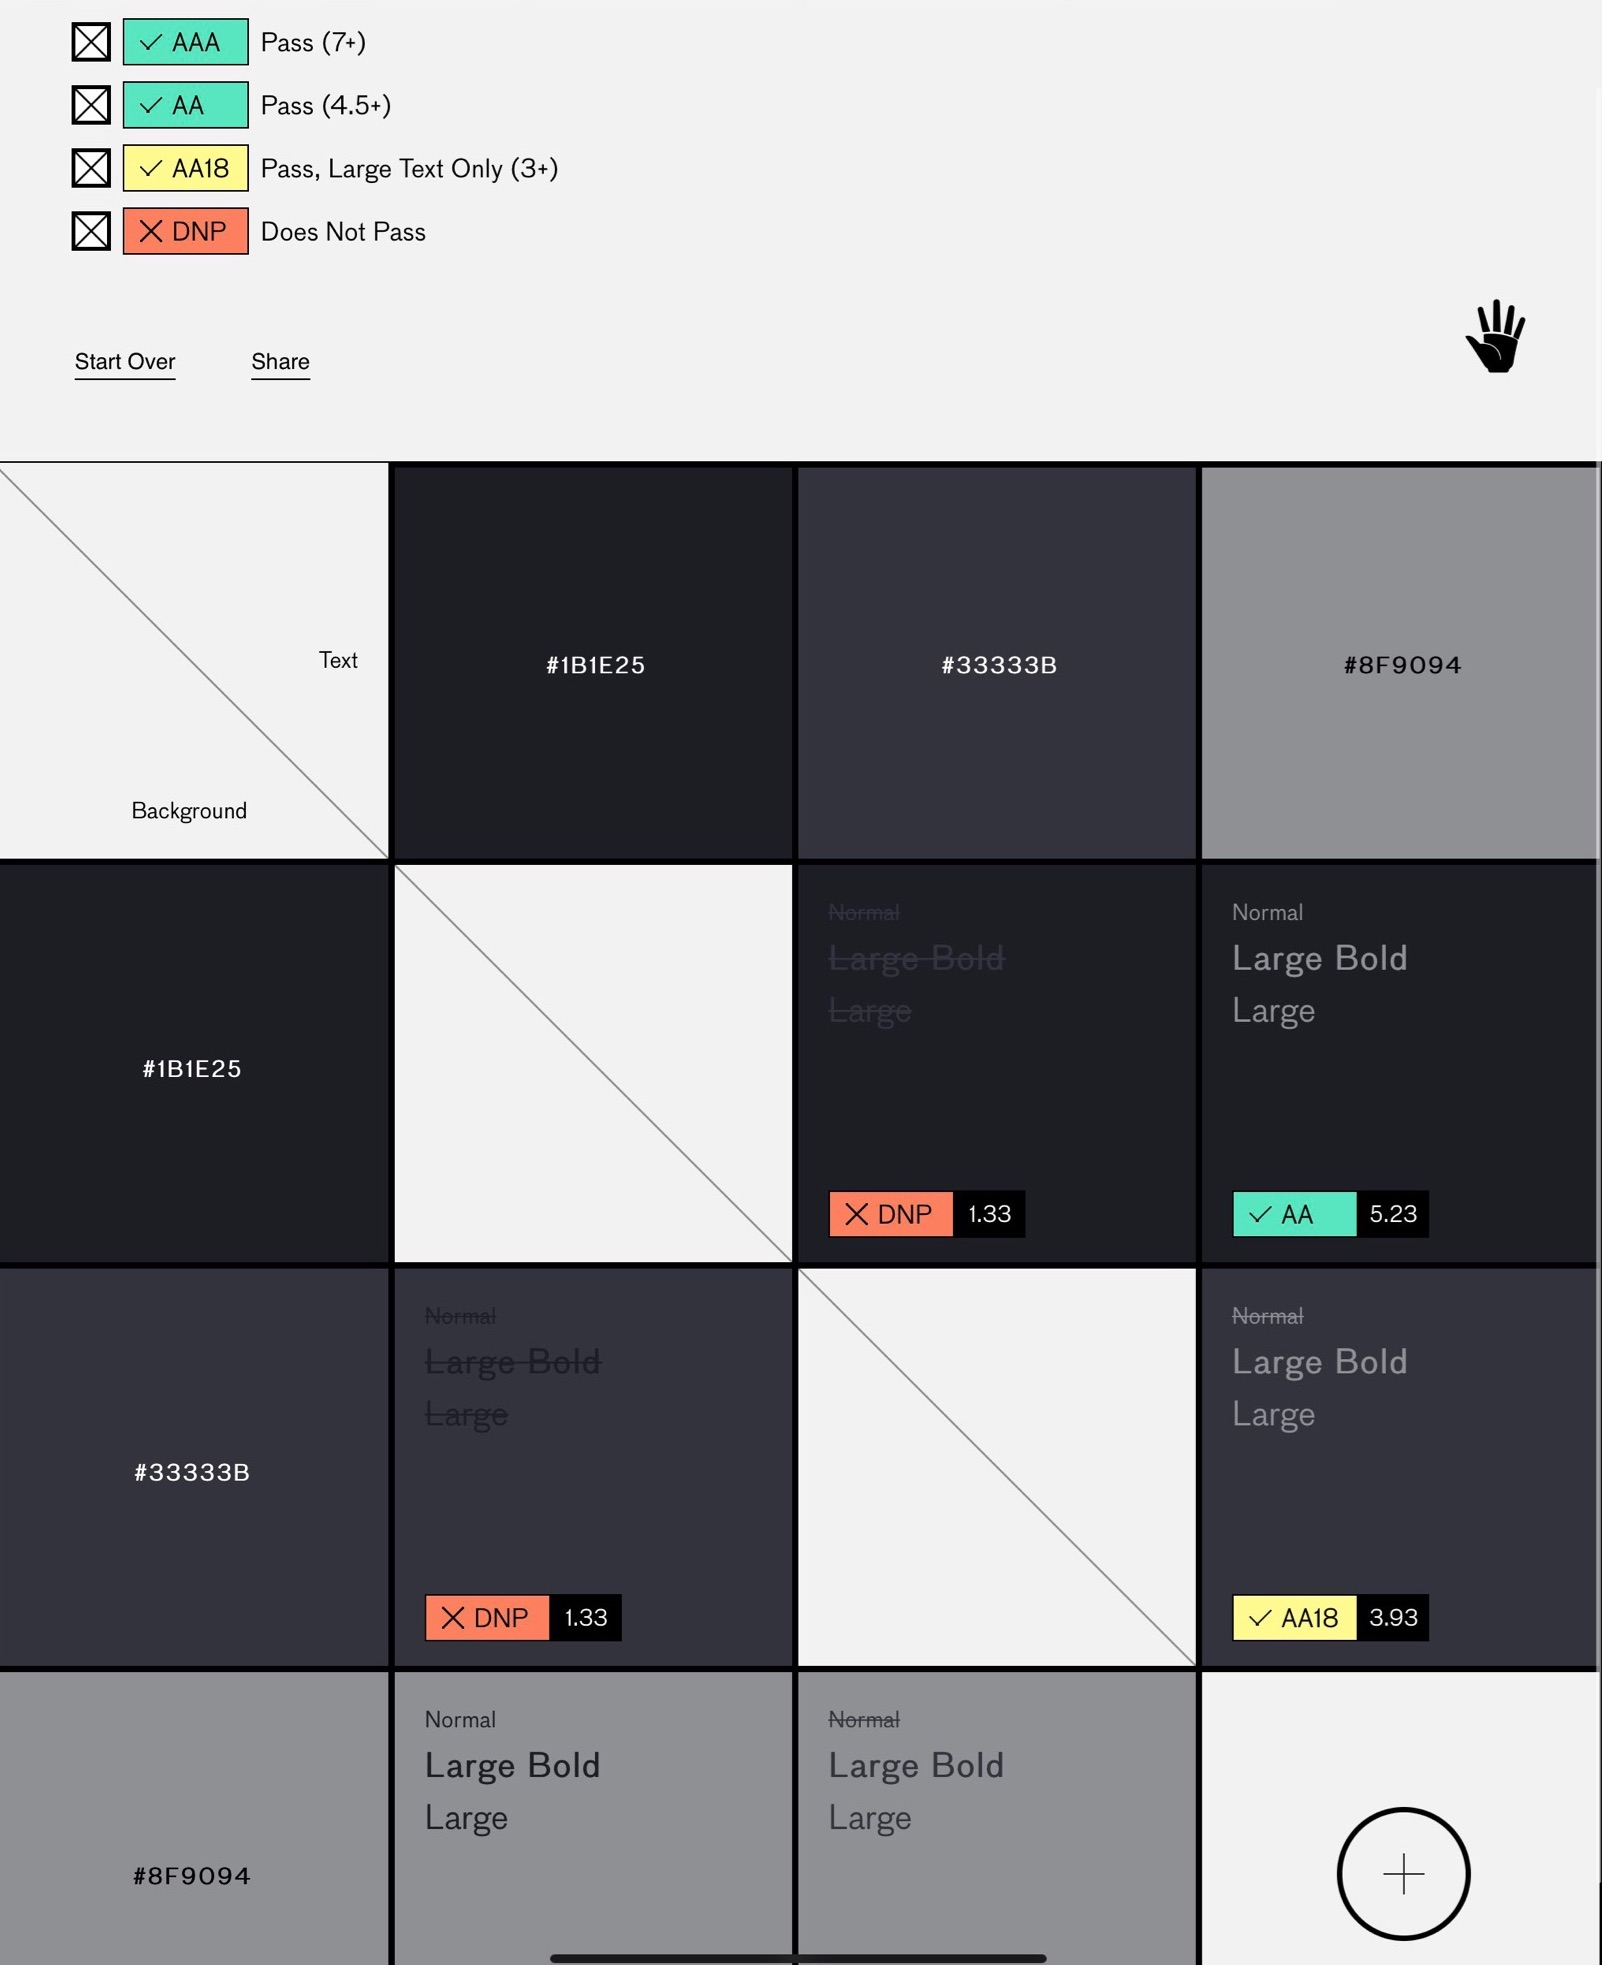 AAA Pass (7+)
AA Pass (4.5+)
AA18 Pass, Large Text Only (3+)
DNP Does Not Pass
Start Over Share
Text
Background
#1B1E25
#33333B
#8F9094
#1B1E25
Normal
Large Bold
Large
DNP 1.33
Normal
Large Bold
Large
AA 5.23
#33333B
Normal
Large Bold
Large
DNP 1.33
Normal
Large Bold
Large
AA18 3.93
#8F9094
Normal
Large Bold
Large
Normal
Large Bold
Large